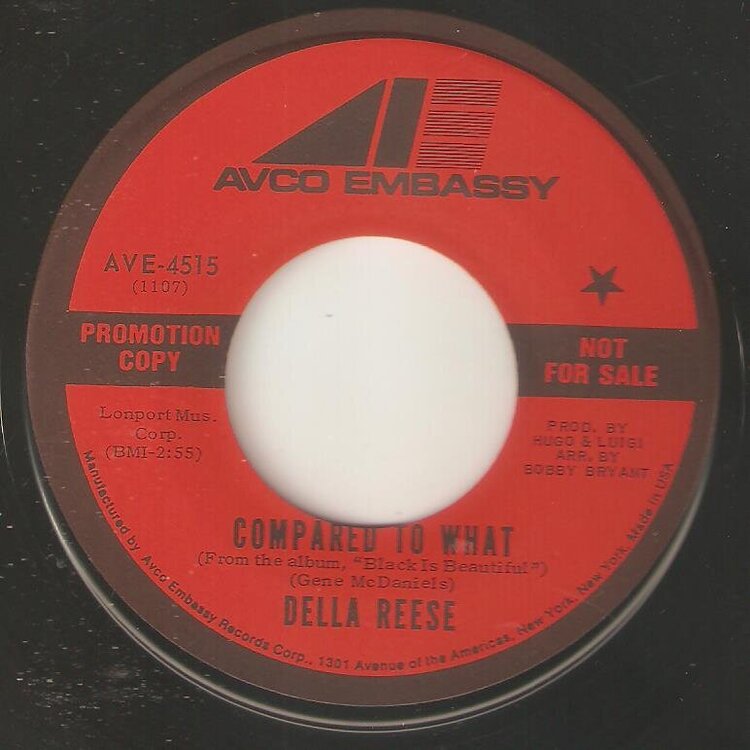 AVCO EMBASSY
AVE-4515
(1107)
PROMOTION
COPY
NOT
FOR SALE
Lonport Mus.
Corp.
(BMI-2:55)
PROD. BY
HUGO & LUIGI
ARR. BY
BOBBY BRYANT
COMPARED TO WHAT
(From the album, "Black Is Beautiful")
(Gene McDaniels)
DELLA REESE
Manufactured by Avco Embassy Records Corp., 1301 Avenue of the Americas, New York, New York. Made in USA